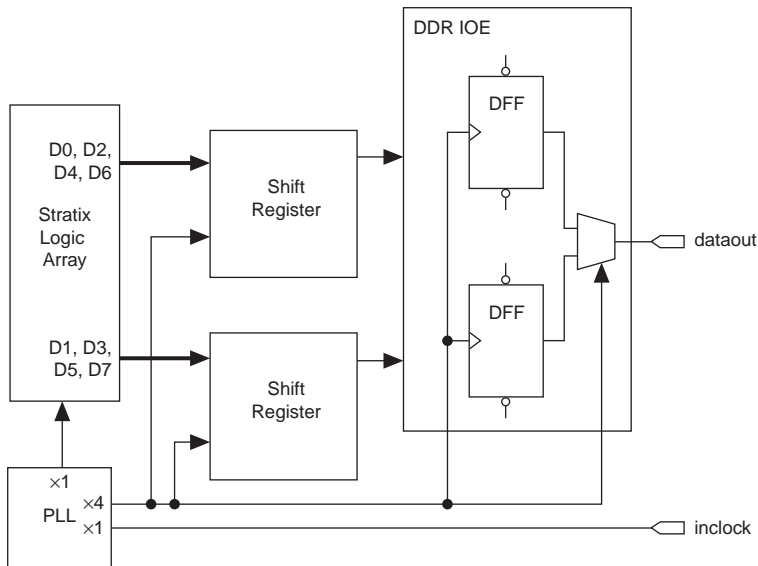 DDR IOE
DFF
D0, D2,
D4, D6
Stratix
Logic
Array
Shift
Register
dataout
DFF
D1, D3,
D5, D7
Shift
Register
×1
×4
PLL
×1
inclock